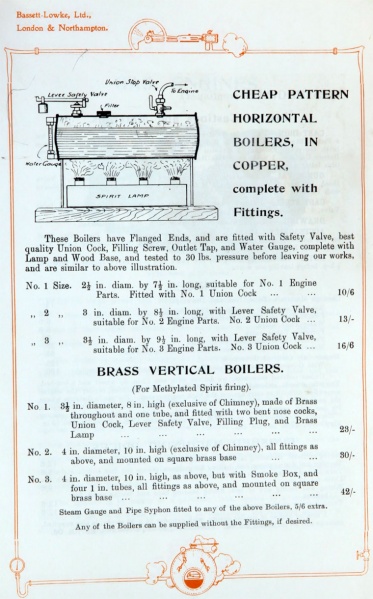 Bassett-Lowke, Ltd.,
London & Northampton.
Union Stop Valve
To Engine
Lever Safety Valve
Filler
Water Gauge
SPIRIT LAMP
CHEAP PATTERN
HORIZONTAL
BOILERS, IN
COPPER,
complete with
Fittings.
These Boilers have Flanged Ends, and are fitted with Safety Valve, best
quality Union Cock, Filling Screw, Outlet Tap, and Water Gauge, complete with
Lamp and Wood Base, and tested to 30 lbs. pressure before leaving our works,
and are similar to above illustration.
No. 1 Size. 2½ in. diam. by 7½ in. long, suitable for No. 1 Engine
Parts. Fitted with No. 1 Union Cock ... ... 10/6
„ 2 „ 3 in. diam. by 8½ in. long, with Lever Safety Valve,
suitable for No. 2 Engine Parts. No. 2 Union Cock ... 13/-
„ 3 „ 3½ in. diam. by 9½ in. long, with Lever Safety Valve,
suitable for No. 3 Engine Parts. No. 3 Union Cock ... 16/6
BRASS VERTICAL BOILERS.
(For Methylated Spirit firing).
No 1. 3½ in. diameter, 8 in. high (exclusive of Chimney), made of Brass
throughout and one tube, and fitted with two bent nose cocks,
Union Cock, Lever Safety Valve, Filling Plug, and Brass
Lamp ... ... ... ... ... ... 23/-
No. 2. 4 in. diameter, 10 in. high (exclusive of Chimney), all fittings as
above, and mounted on square brass base ... ... 30/-
No. 3. 4 in. diameter, 10 in. high, as above, but with Smoke Box, and
four 1 in. tubes, all fittings as above, and mounted on square
brass base ... ... ... ... ... ... 42/-
Steam Gauge and Pipe Syphon fitted to any of the above Boilers, 5/6 extra.
Any of the Boilers can be supplied without the Fittings, if desired.